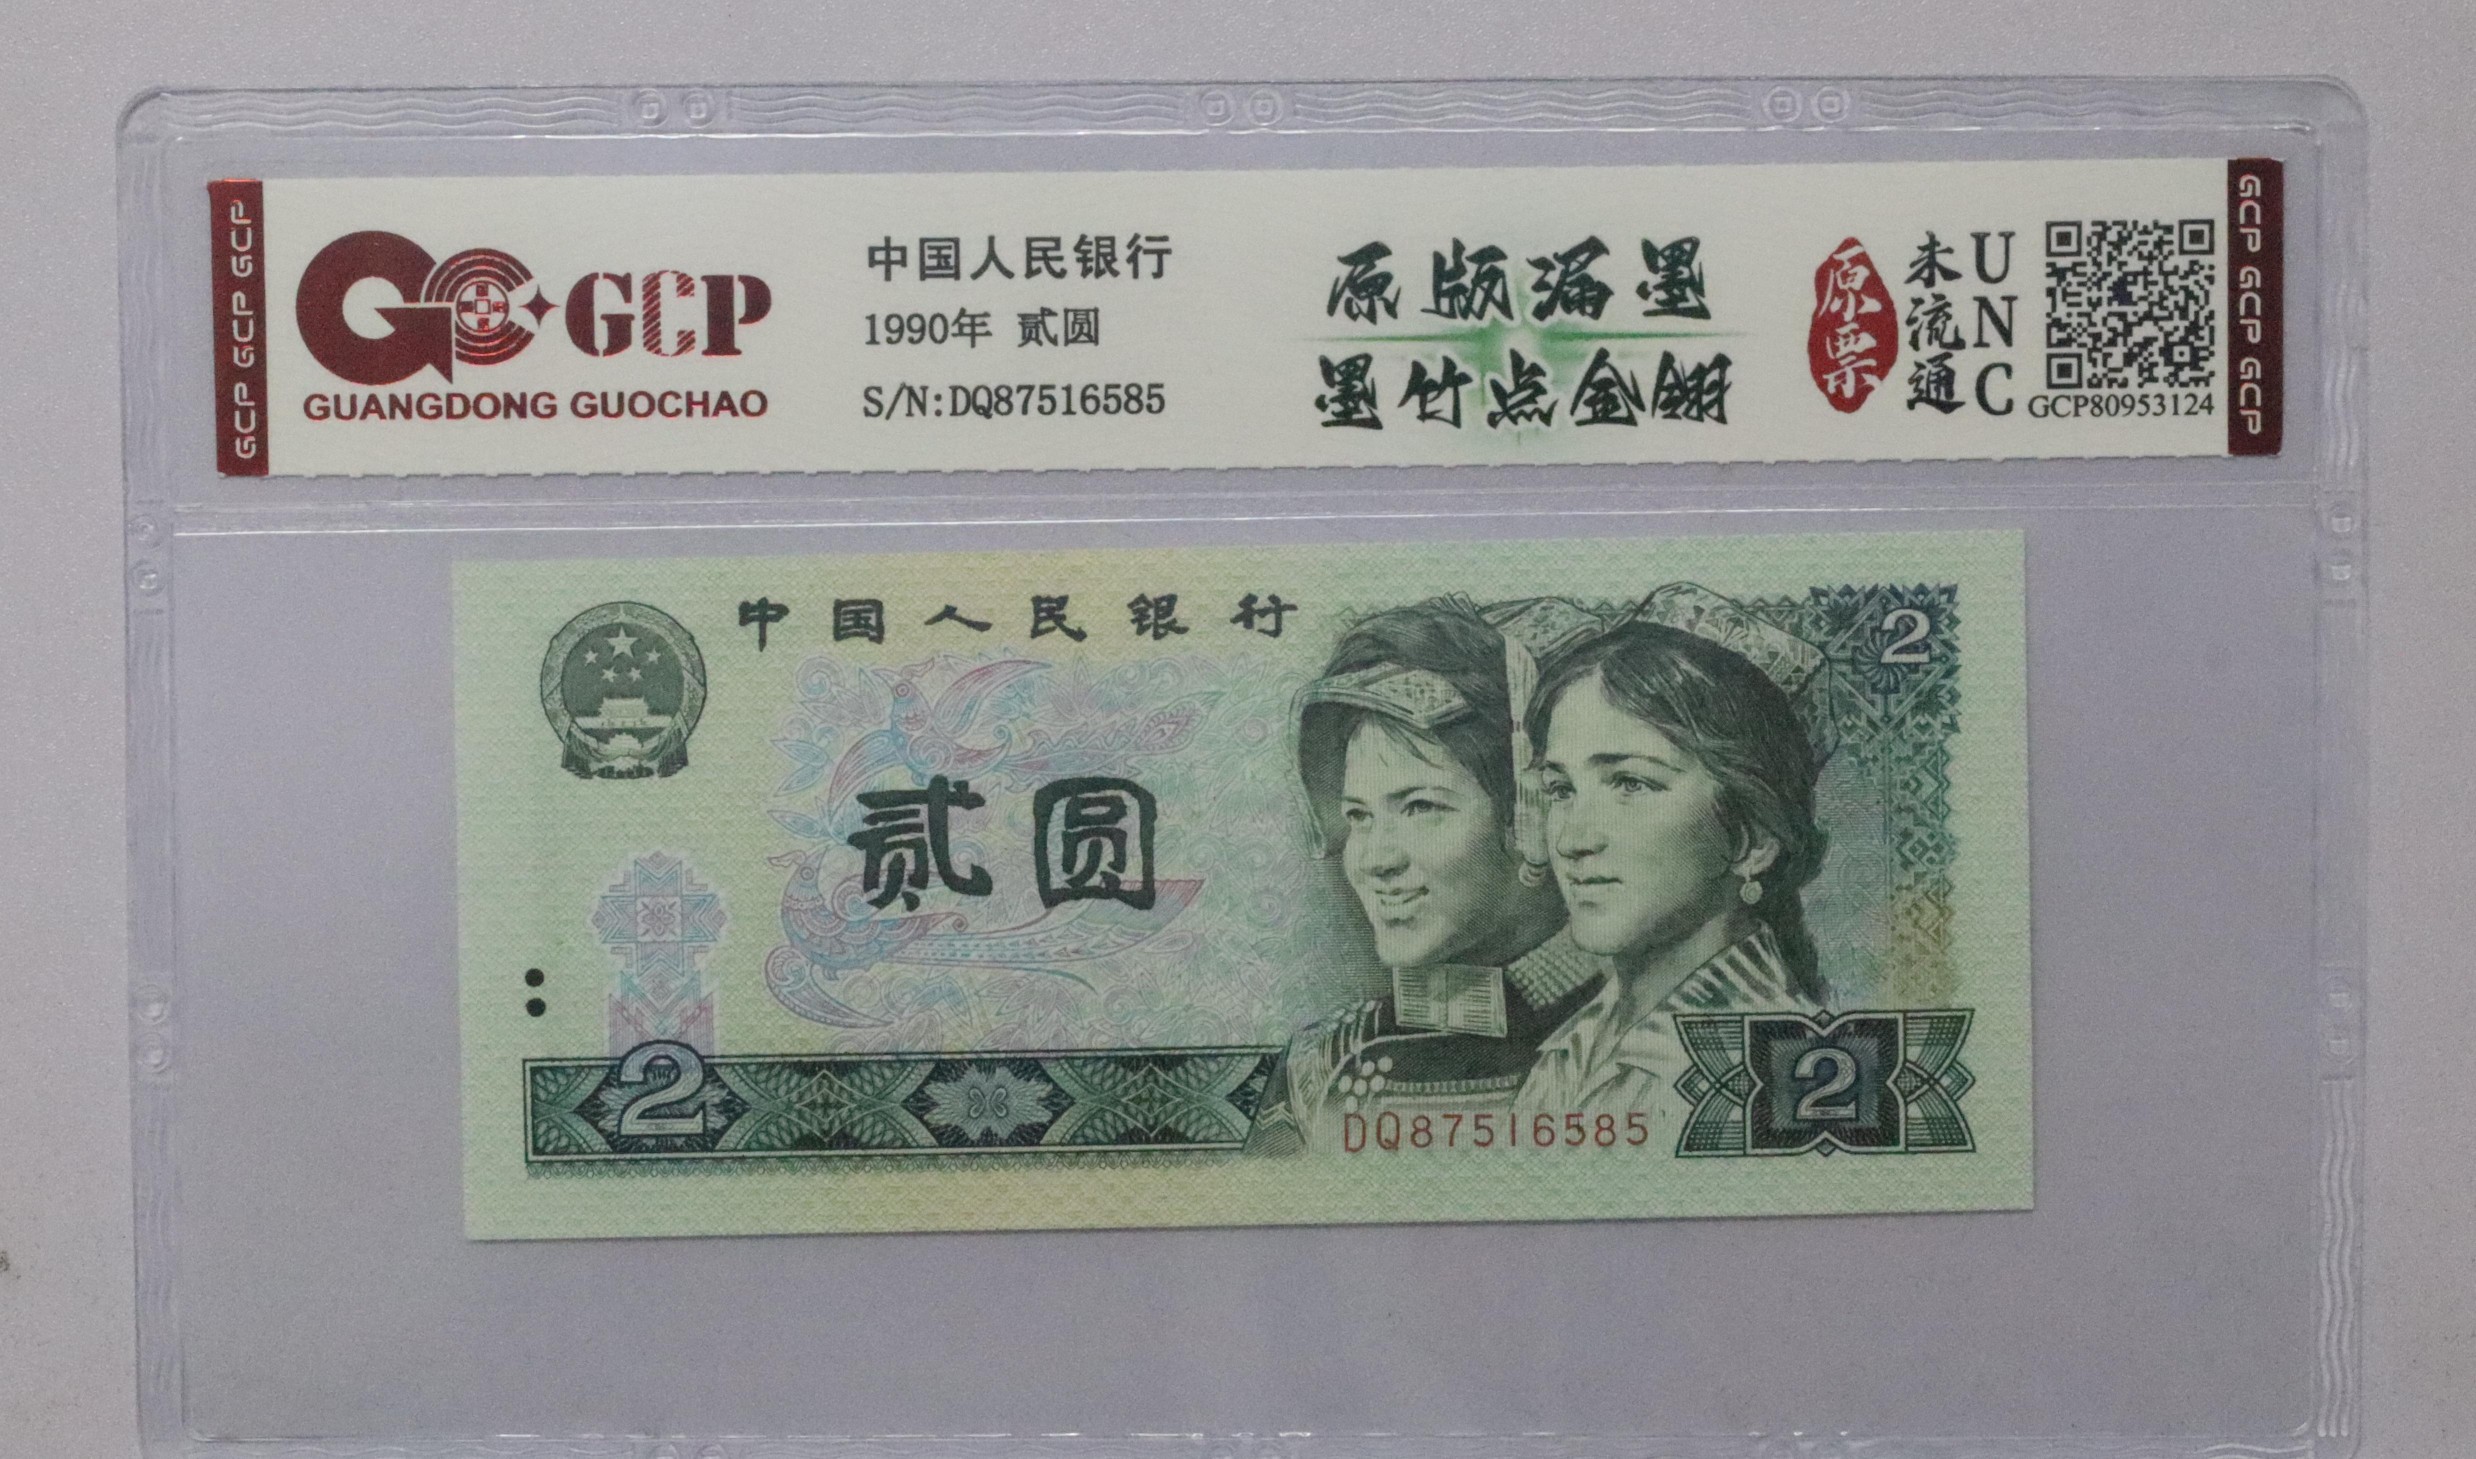 GCP GCP GCP
GCP
GUANGDONG GUOCHAO
中国人民银行
1990年 贰圆
S/N:DQ87516585
原版漏墨
墨竹点金翎
原票
未流通
UNC
GCP80953124
GCP GCP GCP
中国人民银行
2
贰圆
2
DQ87516585
2